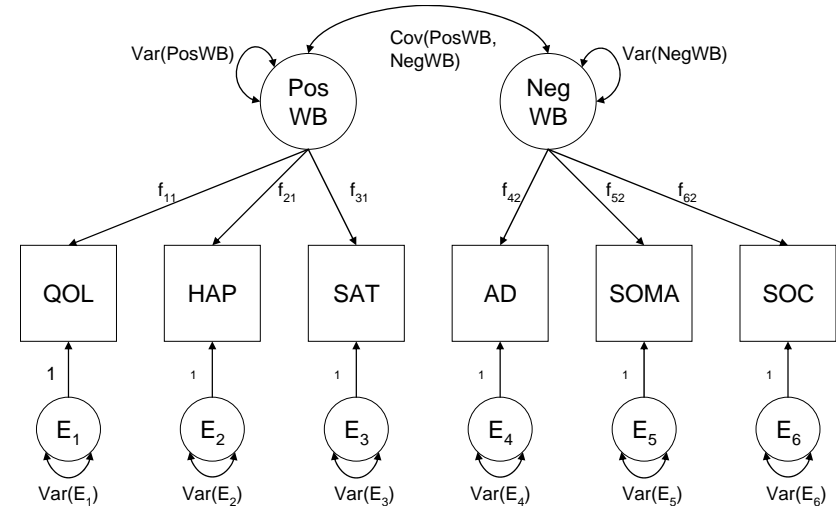 Var(PosWB)
Cov(PosWB,
NegWB)
Var(NegWB)
Pos
WB
Neg
WB
f₁₁
f₂₁
f₃₁
f₄₂
f₅₂
f₆₂
QOL
HAP
SAT
AD
SOMA
SOC
1
1
1
1
1
1
E₁
E₂
E₃
E₄
E₅
E₆
Var(E₁)
Var(E₂)
Var(E₃)
Var(E₄)
Var(E₅)
Var(E₆)